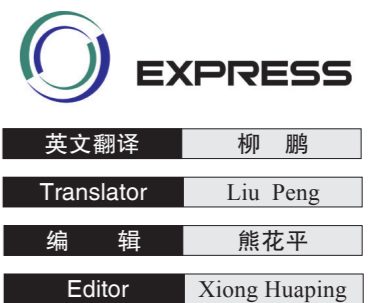 EXPRESS
英文翻译 柳 鹏
Translator Liu Peng
编 辑 熊花平
Editor Xiong Huaping